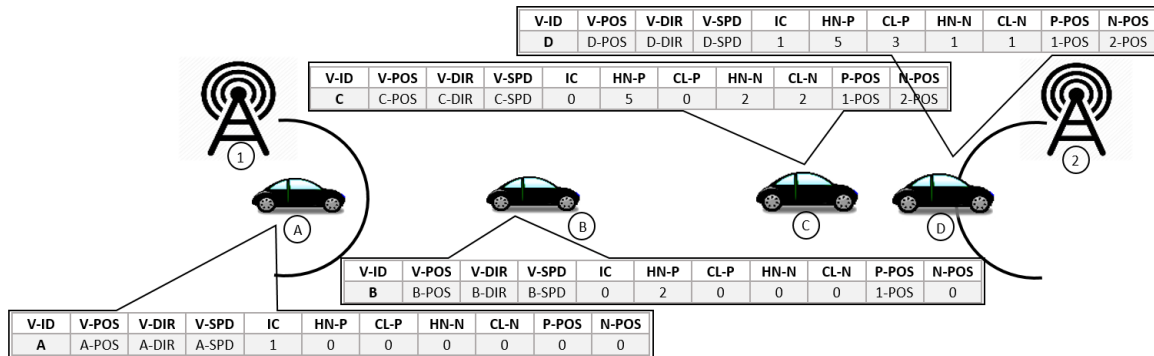 V-ID V-POS V-DIR V-SPD IC HN-P CL-P HN-N CL-N P-POS N-POS
D D-POS D-DIR D-SPD 1 5 3 1 1 1-POS 2-POS
V-ID V-POS V-DIR V-SPD IC HN-P CL-P HN-N CL-N P-POS N-POS
C C-POS C-DIR C-SPD 0 5 0 2 2 1-POS 2-POS
1
2
A
B
C
D
V-ID V-POS V-DIR V-SPD IC HN-P CL-P HN-N CL-N P-POS N-POS
B B-POS B-DIR B-SPD 0 2 0 0 0 1-POS 0
V-ID V-POS V-DIR V-SPD IC HN-P CL-P HN-N CL-N P-POS N-POS
A A-POS A-DIR A-SPD 1 0 0 0 0 0 0